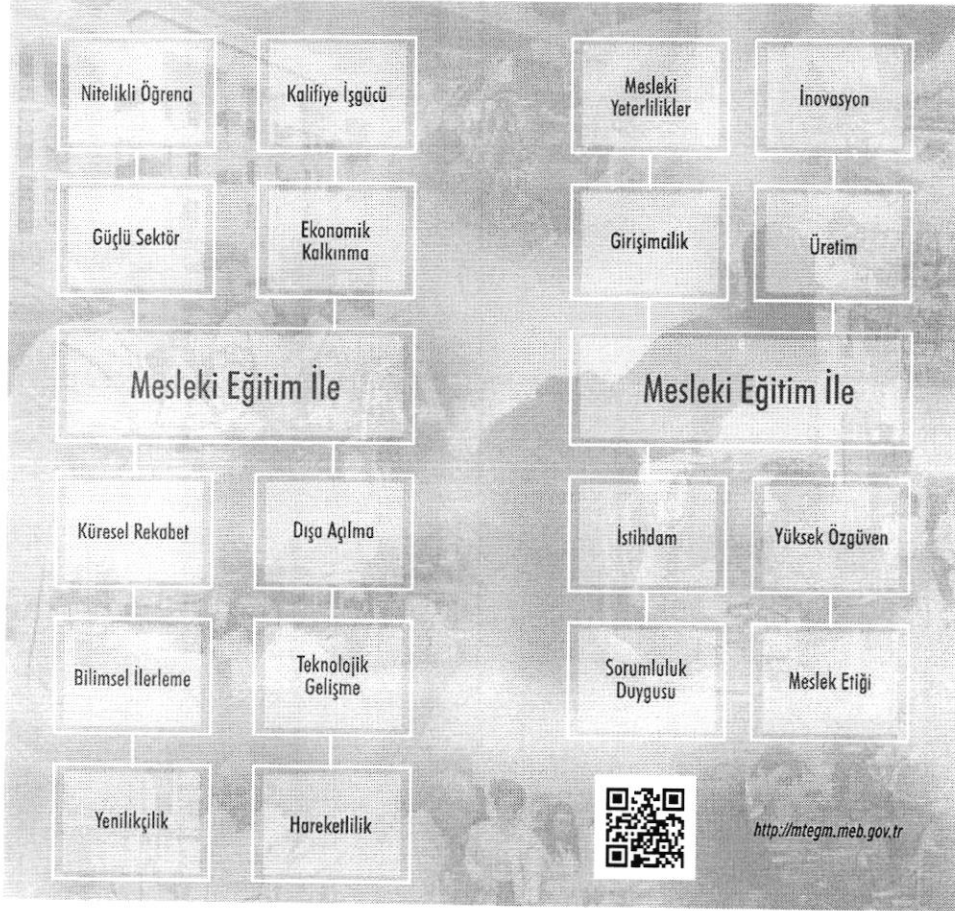 Nitelikli Öğrenci
Kalifiye İşgücü
Güçlü Sektör
Ekonomik
Kalkınma
Mesleki Eğitim İle
Küresel Rekabet
Dışa Açılma
Bilimsel İlerleme
Teknolojik
Gelişme
Yenilikçilik
Hareketlilik
Mesleki
Yeterlilikler
İnovasyon
Girişimcilik
Üretim
Mesleki Eğitim İle
İstihdam
Yüksek Özgüven
Sorumluluk
Duygusu
Meslek Etiği
http://mtegm.meb.gov.tr